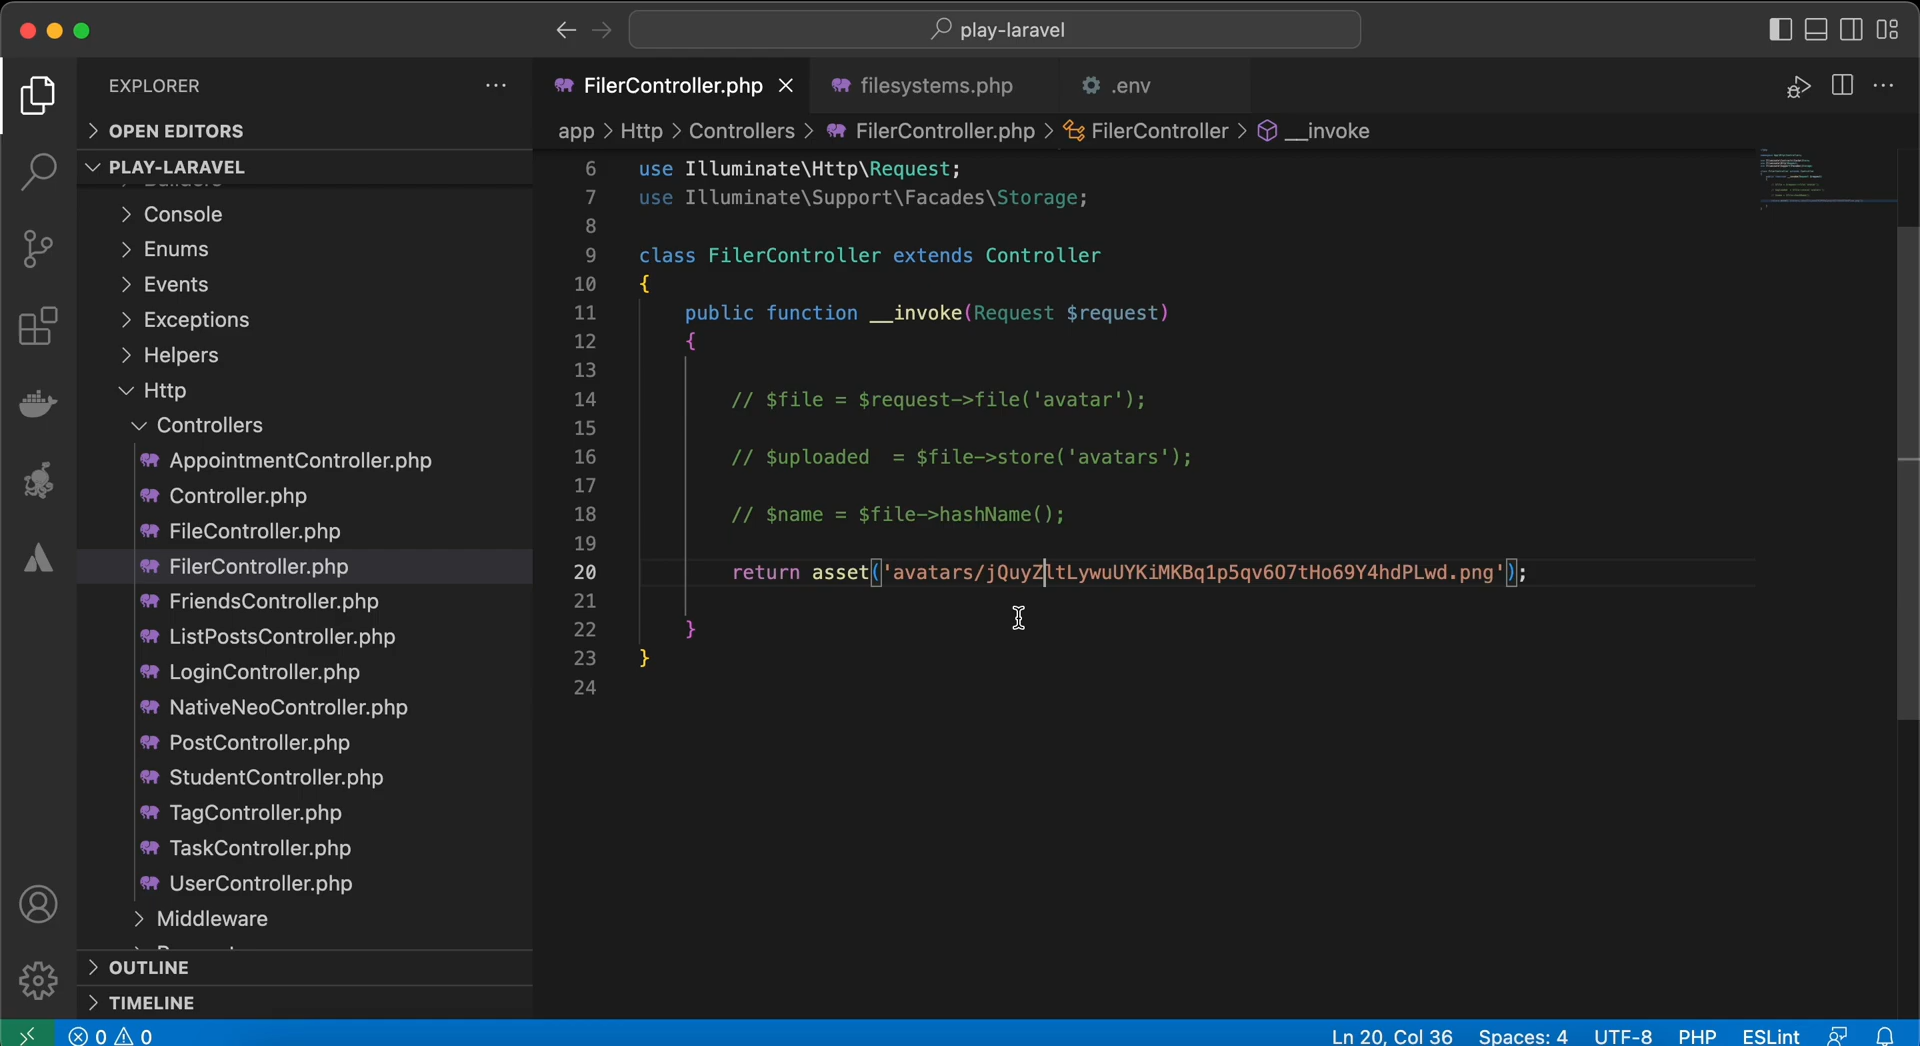 play-laravel
EXPLORER
OPEN EDITORS
PLAY-LARAVEL
Console
Enums
Events
Exceptions
Helpers
Http
Controllers
AppointmentController.php
Controller.php
FileController.php
FilerController.php
FriendsController.php
ListPostsController.php
LoginController.php
NativeNeoController.php
PostController.php
StudentController.php
TagController.php
TaskController.php
UserController.php
Middleware
OUTLINE
TIMELINE
FilerController.php
filesystems.php
.env
app > Http > Controllers > FilerController.php > FilerController > __invoke
6 use Illuminate\Http\Request;
7 use Illuminate\Support\Facades\Storage;
8
9 class FilerController extends Controller
10 {
11 public function __invoke(Request $request)
12 {
13
14 // $file = $request->file('avatar');
15
16 // $uploaded  = $file->store('avatars');
17
18 // $name = $file->hashName();
19
20 return asset('avatars/jQuyZltLywuUYKiMKBq1p5qv6O7tHo69Y4hdPLwd.png');
21
22 }
23 }
24
0 0
Ln 20, Col 36 Spaces: 4 UTF-8 PHP ESLint